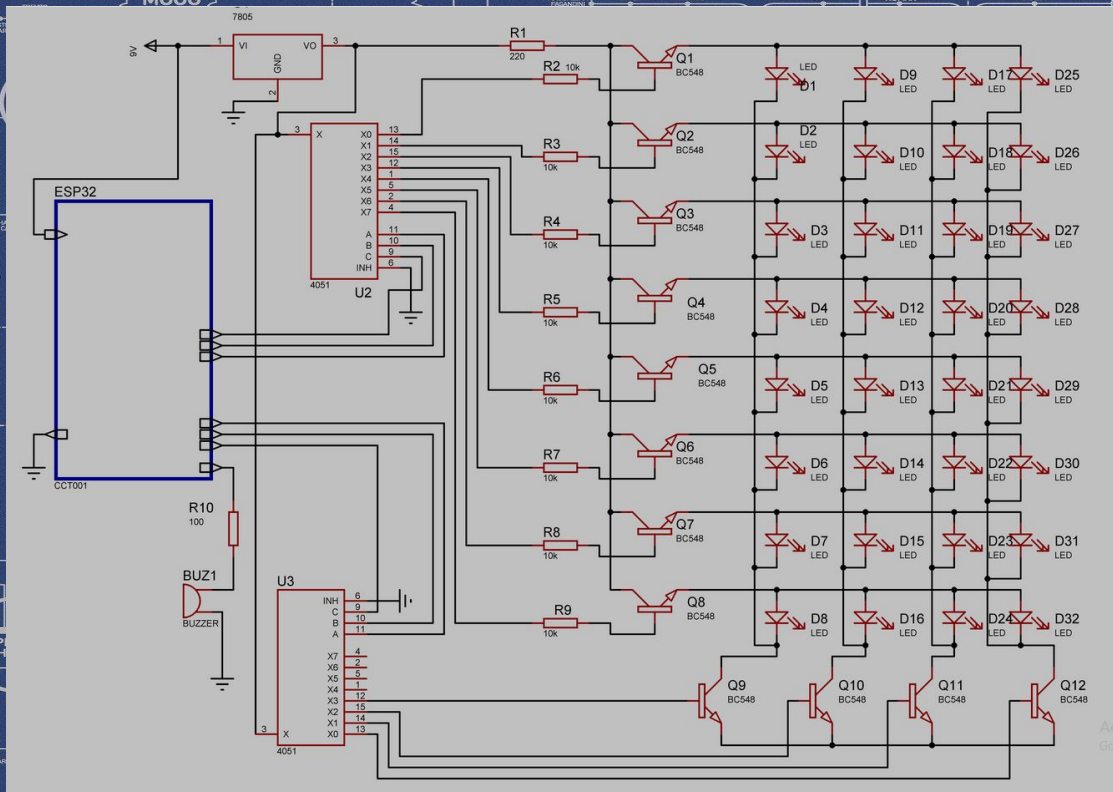 7805
9V
1
VI
VO
3
GND
2
R1
220
R2
10k
Q1
BC548
LED
D1
D9
LED
D17
LED
D25
LED
3
X
X0
13
X1
14
X2
15
X3
12
X4
1
X5
5
X6
2
X7
4
A
11
B
10
C
9
INH
6
4051
U2
R3
10k
Q2
BC548
D2
LED
D10
LED
D18
LED
D26
LED
ESP32
CCT001
R4
10k
Q3
BC548
D3
LED
D11
LED
D19
LED
D27
LED
R5
10k
Q4
BC548
D4
LED
D12
LED
D20
LED
D28
LED
R6
10k
Q5
BC548
D5
LED
D13
LED
D21
LED
D29
LED
R7
10k
Q6
BC548
D6
LED
D14
LED
D22
LED
D30
LED
R10
100
R8
10k
Q7
BC548
D7
LED
D15
LED
D23
LED
D31
LED
BUZ1
BUZZER
R9
10k
Q8
BC548
D8
LED
D16
LED
D24
LED
D32
LED
U3
INH
6
C
9
B
10
A
11
X7
4
X6
2
X5
5
X4
1
X3
12
X2
15
X1
14
X0
13
3
X
4051
Q9
BC548
Q10
BC548
Q11
BC548
Q12
BC548